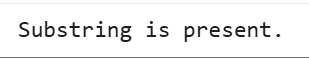 Substring is present.